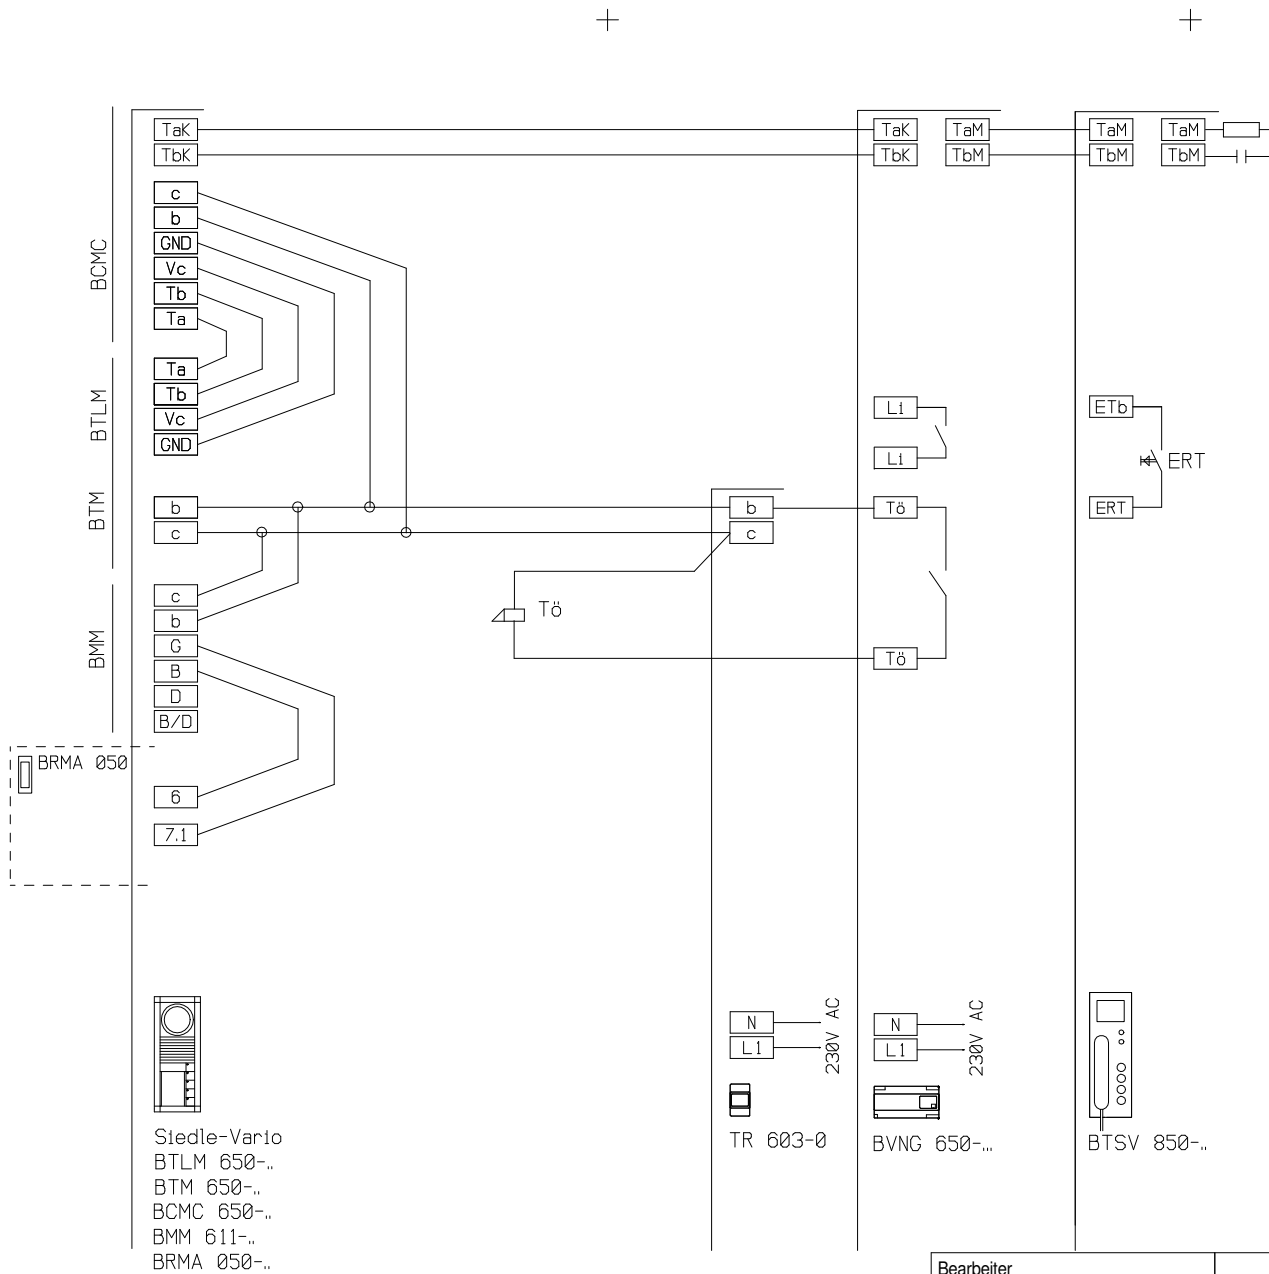 TaK
TbK
c
b
GND
Vc
Tb
Ta
BCMC
Ta
Tb
Vc
GND
BTLM
b
c
BTM
c
b
G
B
D
B/D
BMM
BRMA 050
6
7.1
Siedle-Vario
BTLM 650-..
BTM 650-..
BCMC 650-..
BMM 611-..
BRMA 050-..
Tö
b
c
N
L1
230V AC
TR 603-0
TaK TaM
TbK TbM
Li
Li
Tö
Tö
N
L1
230V AC
BVNG 650-...
TaM TaM
TbM TbM
ETb
ERT
ERT
BTSV 850-..
Bearbeiter